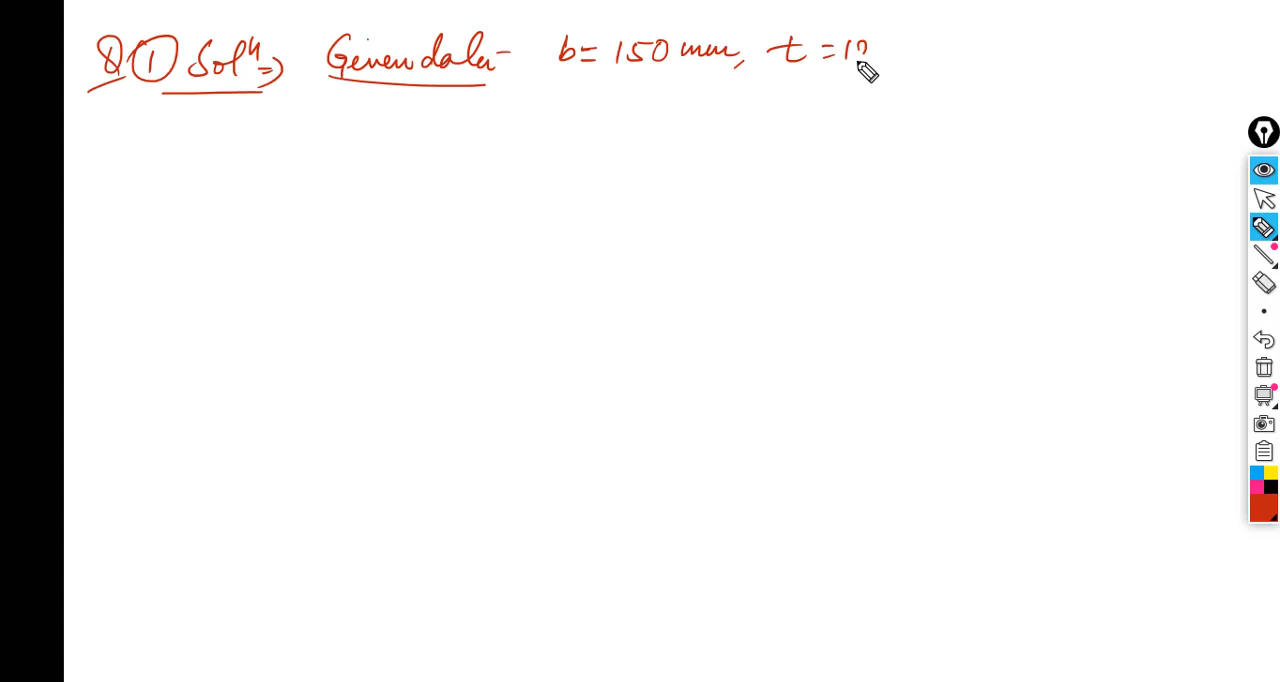 Q① Solⁿ ⇒ Given data - b = 150 mm, t = 1